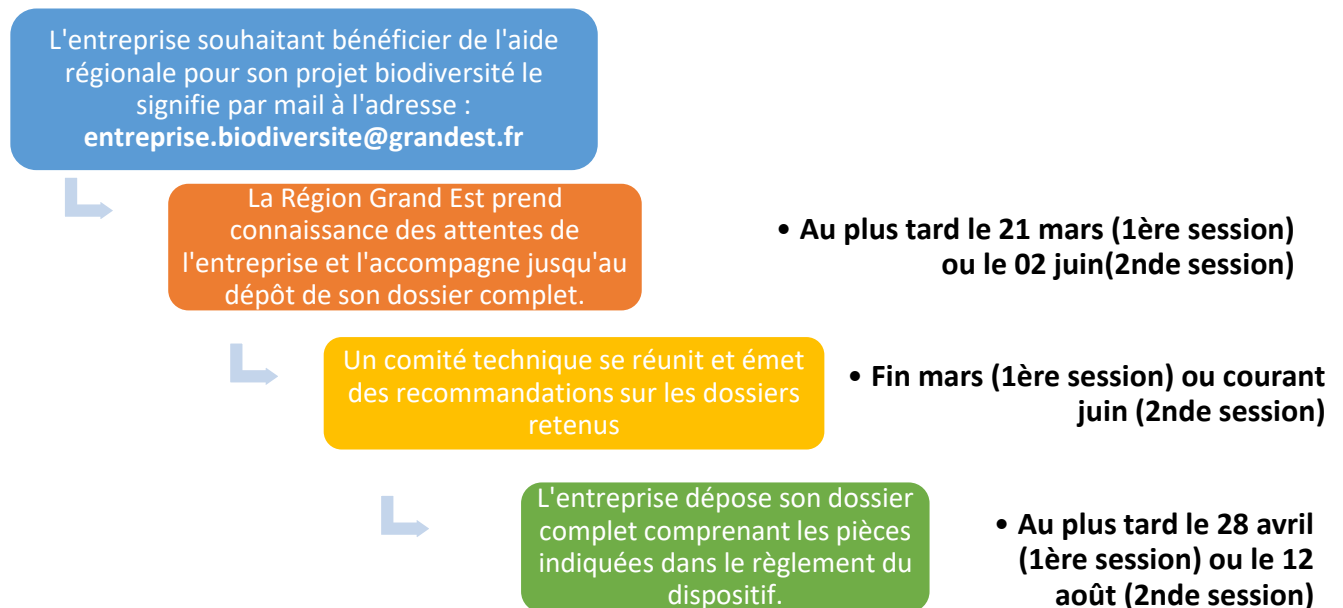 L'entreprise souhaitant bénéficier de l'aide
régionale pour son projet biodiversité le
signifie par mail à l'adresse :
entreprise.biodiversite@grandest.fr
La Région Grand Est prend
connaissance des attentes de
l'entreprise et l'accompagne jusqu'au
dépôt de son dossier complet.
• Au plus tard le 21 mars (1ère session)
ou le 02 juin(2nde session)
Un comité technique se réunit et émet
des recommandations sur les dossiers
retenus
• Fin mars (1ère session) ou courant
juin (2nde session)
L'entreprise dépose son dossier
complet comprenant les pièces
indiquées dans le règlement du
dispositif.
• Au plus tard le 28 avril
(1ère session) ou le 12
août (2nde session)